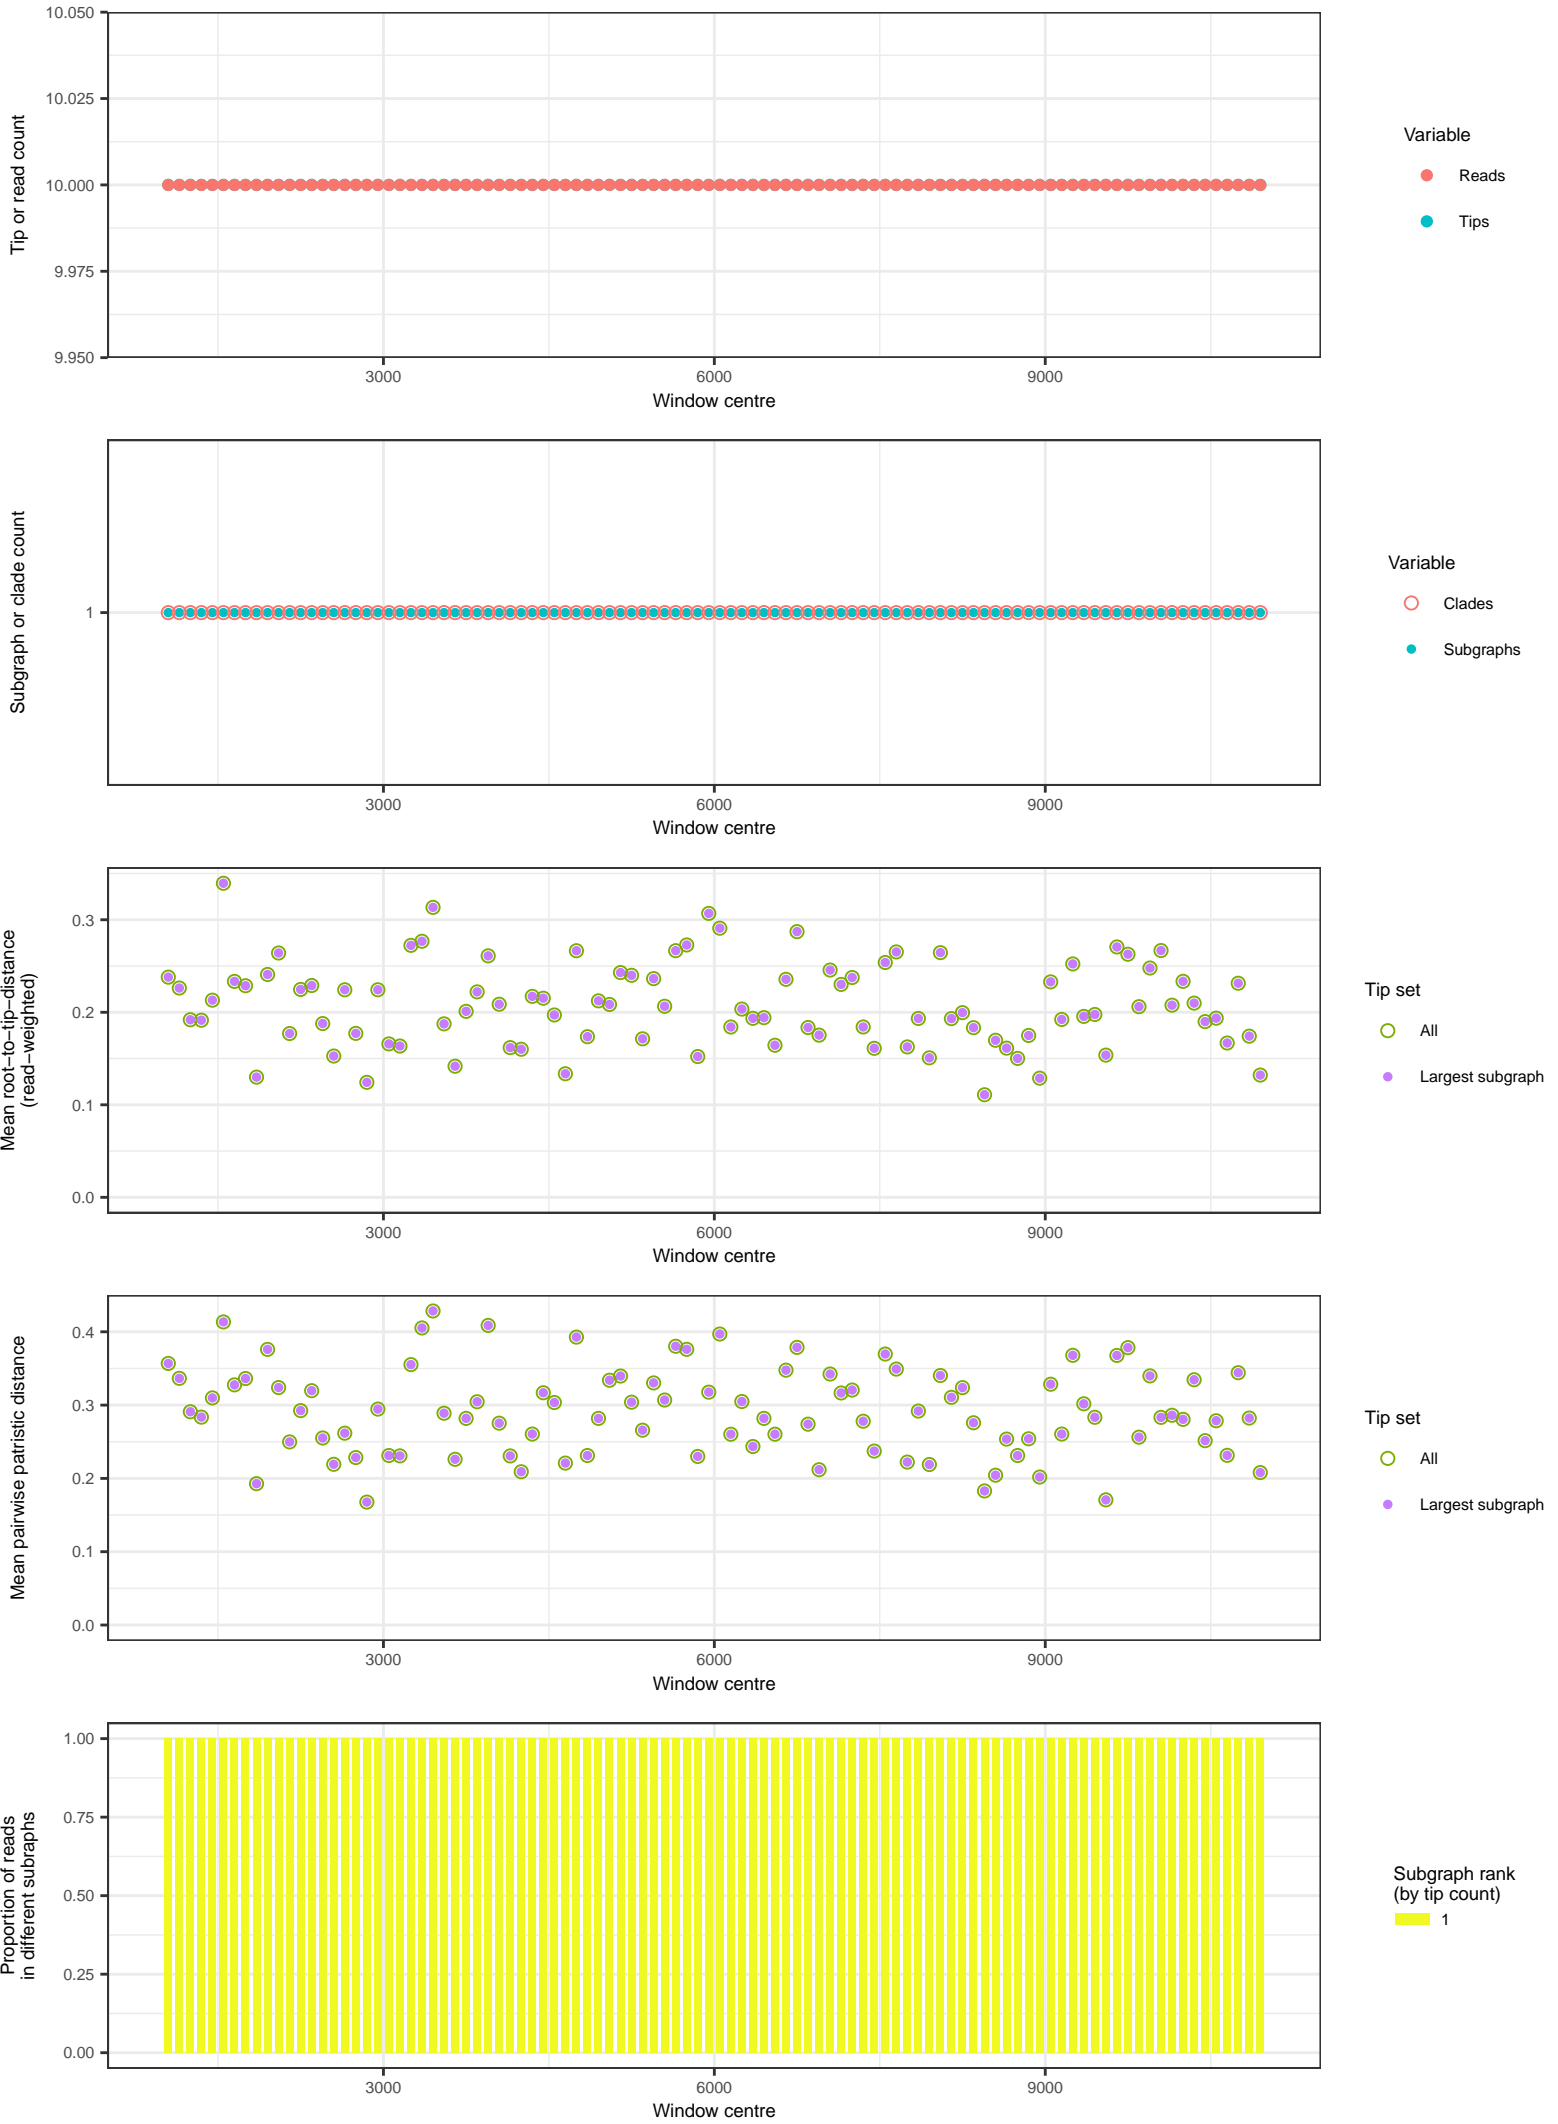 10.050
10.025
10.000
9.975
9.950
Tip or read count
3000
6000
9000
Window centre
Variable
Reads
Tips
1
Subgraph or clade count
3000
6000
9000
Window centre
Variable
Clades
Subgraphs
0.3
0.2
0.1
0.0
Mean root−to−tip−distance
(read−weighted)
3000
6000
9000
Window centre
Tip set
All
Largest subgraph
0.4
0.3
0.2
0.1
0.0
Mean pairwise patristic distance
3000
6000
9000
Window centre
Tip set
All
Largest subgraph
1.00
0.75
0.50
0.25
0.00
Proportion of reads
in different subraphs
3000
6000
9000
Window centre
Subgraph rank
(by tip count)
1